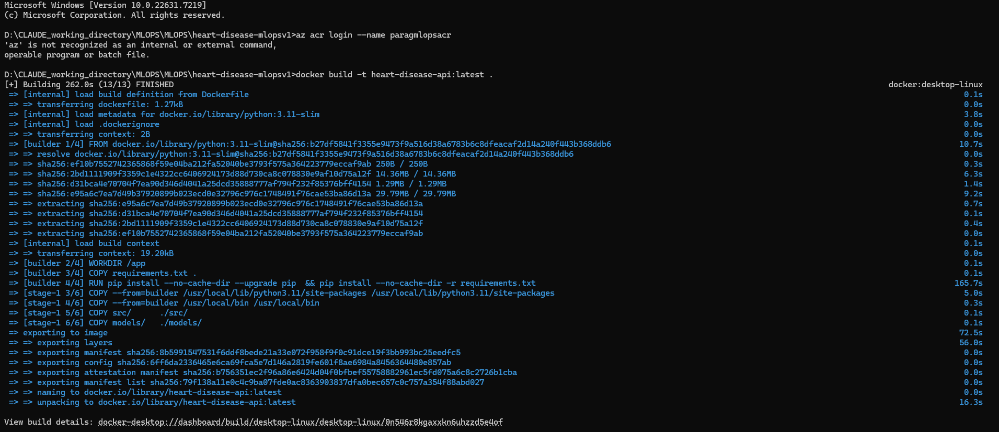 Microsoft Windows [Version 10.0.22631.7219]
(c) Microsoft Corporation. All rights reserved.
D:\CLAUDE_working_directory\MLOPS\MLOPS\heart-disease-mlopsv1>az acr login --name paragmlopsacr
'az' is not recognized as an internal or external command,
operable program or batch file.
D:\CLAUDE_working_directory\MLOPS\MLOPS\heart-disease-mlopsv1>docker build -t heart-disease-api:latest .
[+] Building 262.0s (13/13) FINISHED docker:desktop-linux
=> [internal] load build definition from Dockerfile 0.1s
=> => transferring dockerfile: 1.27kB 0.0s
=> [internal] load metadata for docker.io/library/python:3.11-slim 3.8s
=> [internal] load .dockerignore 0.0s
=> => transferring context: 2B 0.0s
=> [builder 1/4] FROM docker.io/library/python:3.11-slim@sha256:b27df5841f3355e9473f9a516d38a6783b6c8dfeacaf2d14a240f443b368ddb6 10.7s
=> => resolve docker.io/library/python:3.11-slim@sha256:b27df5841f3355e9473f9a516d38a6783b6c8dfeacaf2d14a240f443b368ddb6 0.0s
=> => sha256:ef10b7552742365868f59e04ba212fa52040be3793f575a364223779eccaf9ab 250B / 250B 0.3s
=> => sha256:2bd1111909f3359c1e4322cc6406924173d88d730ca8c078830e9af10d75a12f 14.36MB / 14.36MB 6.3s
=> => sha256:d31bca4e70704f7ea90d346d4041a25dcd35888777af794f232f85376bff4154 1.29MB / 1.29MB 1.4s
=> => sha256:e95a6c7ea7d49b37920899b023ecd0e32796c976c1748491f76cae53ba86d13a 29.79MB / 29.79MB 9.2s
=> => extracting sha256:e95a6c7ea7d49b37920899b023ecd0e32796c976c1748491f76cae53ba86d13a 0.7s
=> => extracting sha256:d31bca4e70704f7ea90d346d4041a25dcd35888777af794f232f85376bff4154 0.1s
=> => extracting sha256:2bd1111909f3359c1e4322cc6406924173d88d730ca8c078830e9af10d75a12f 0.4s
=> => extracting sha256:ef10b7552742365868f59e04ba212fa52040be3793f575a364223779eccaf9ab 0.0s
=> [internal] load build context 0.1s
=> => transferring context: 19.20kB 0.0s
=> [builder 2/4] WORKDIR /app 0.1s
=> [builder 3/4] COPY requirements.txt . 0.1s
=> [builder 4/4] RUN pip install --no-cache-dir --upgrade pip  && pip install --no-cache-dir -r requirements.txt 165.7s
=> [stage-1 3/6] COPY --from=builder /usr/local/lib/python3.11/site-packages /usr/local/lib/python3.11/site-packages 5.0s
=> [stage-1 4/6] COPY --from=builder /usr/local/bin /usr/local/bin 0.3s
=> [stage-1 5/6] COPY src/      ./src/ 0.1s
=> [stage-1 6/6] COPY models/   ./models/ 0.1s
=> exporting to image 72.5s
=> => exporting layers 56.0s
=> => exporting manifest sha256:8b5991547531f6ddf8bede21a33e072f958f9f0c91dce19f3bb993bc25eedfc5 0.0s
=> => exporting config sha256:6ff6da2336465e6ca69fca5e7d146a2819fe601f8ae6984a8456364480e857ab 0.0s
=> => exporting attestation manifest sha256:b756351ec2f96a86e6424d04f0bfbef55758882961ec5fd075a6c8c2726b1cba 0.0s
=> => exporting manifest list sha256:79f138a11e0c4c9ba07fde0ac8363903837dfa0bec657c0c757a354f88abd027 0.0s
=> => naming to docker.io/library/heart-disease-api:latest 0.0s
=> => unpacking to docker.io/library/heart-disease-api:latest 16.3s
View build details: docker-desktop://dashboard/build/desktop-linux/desktop-linux/0n546r8kgaxxkn6uhzzd5e4of